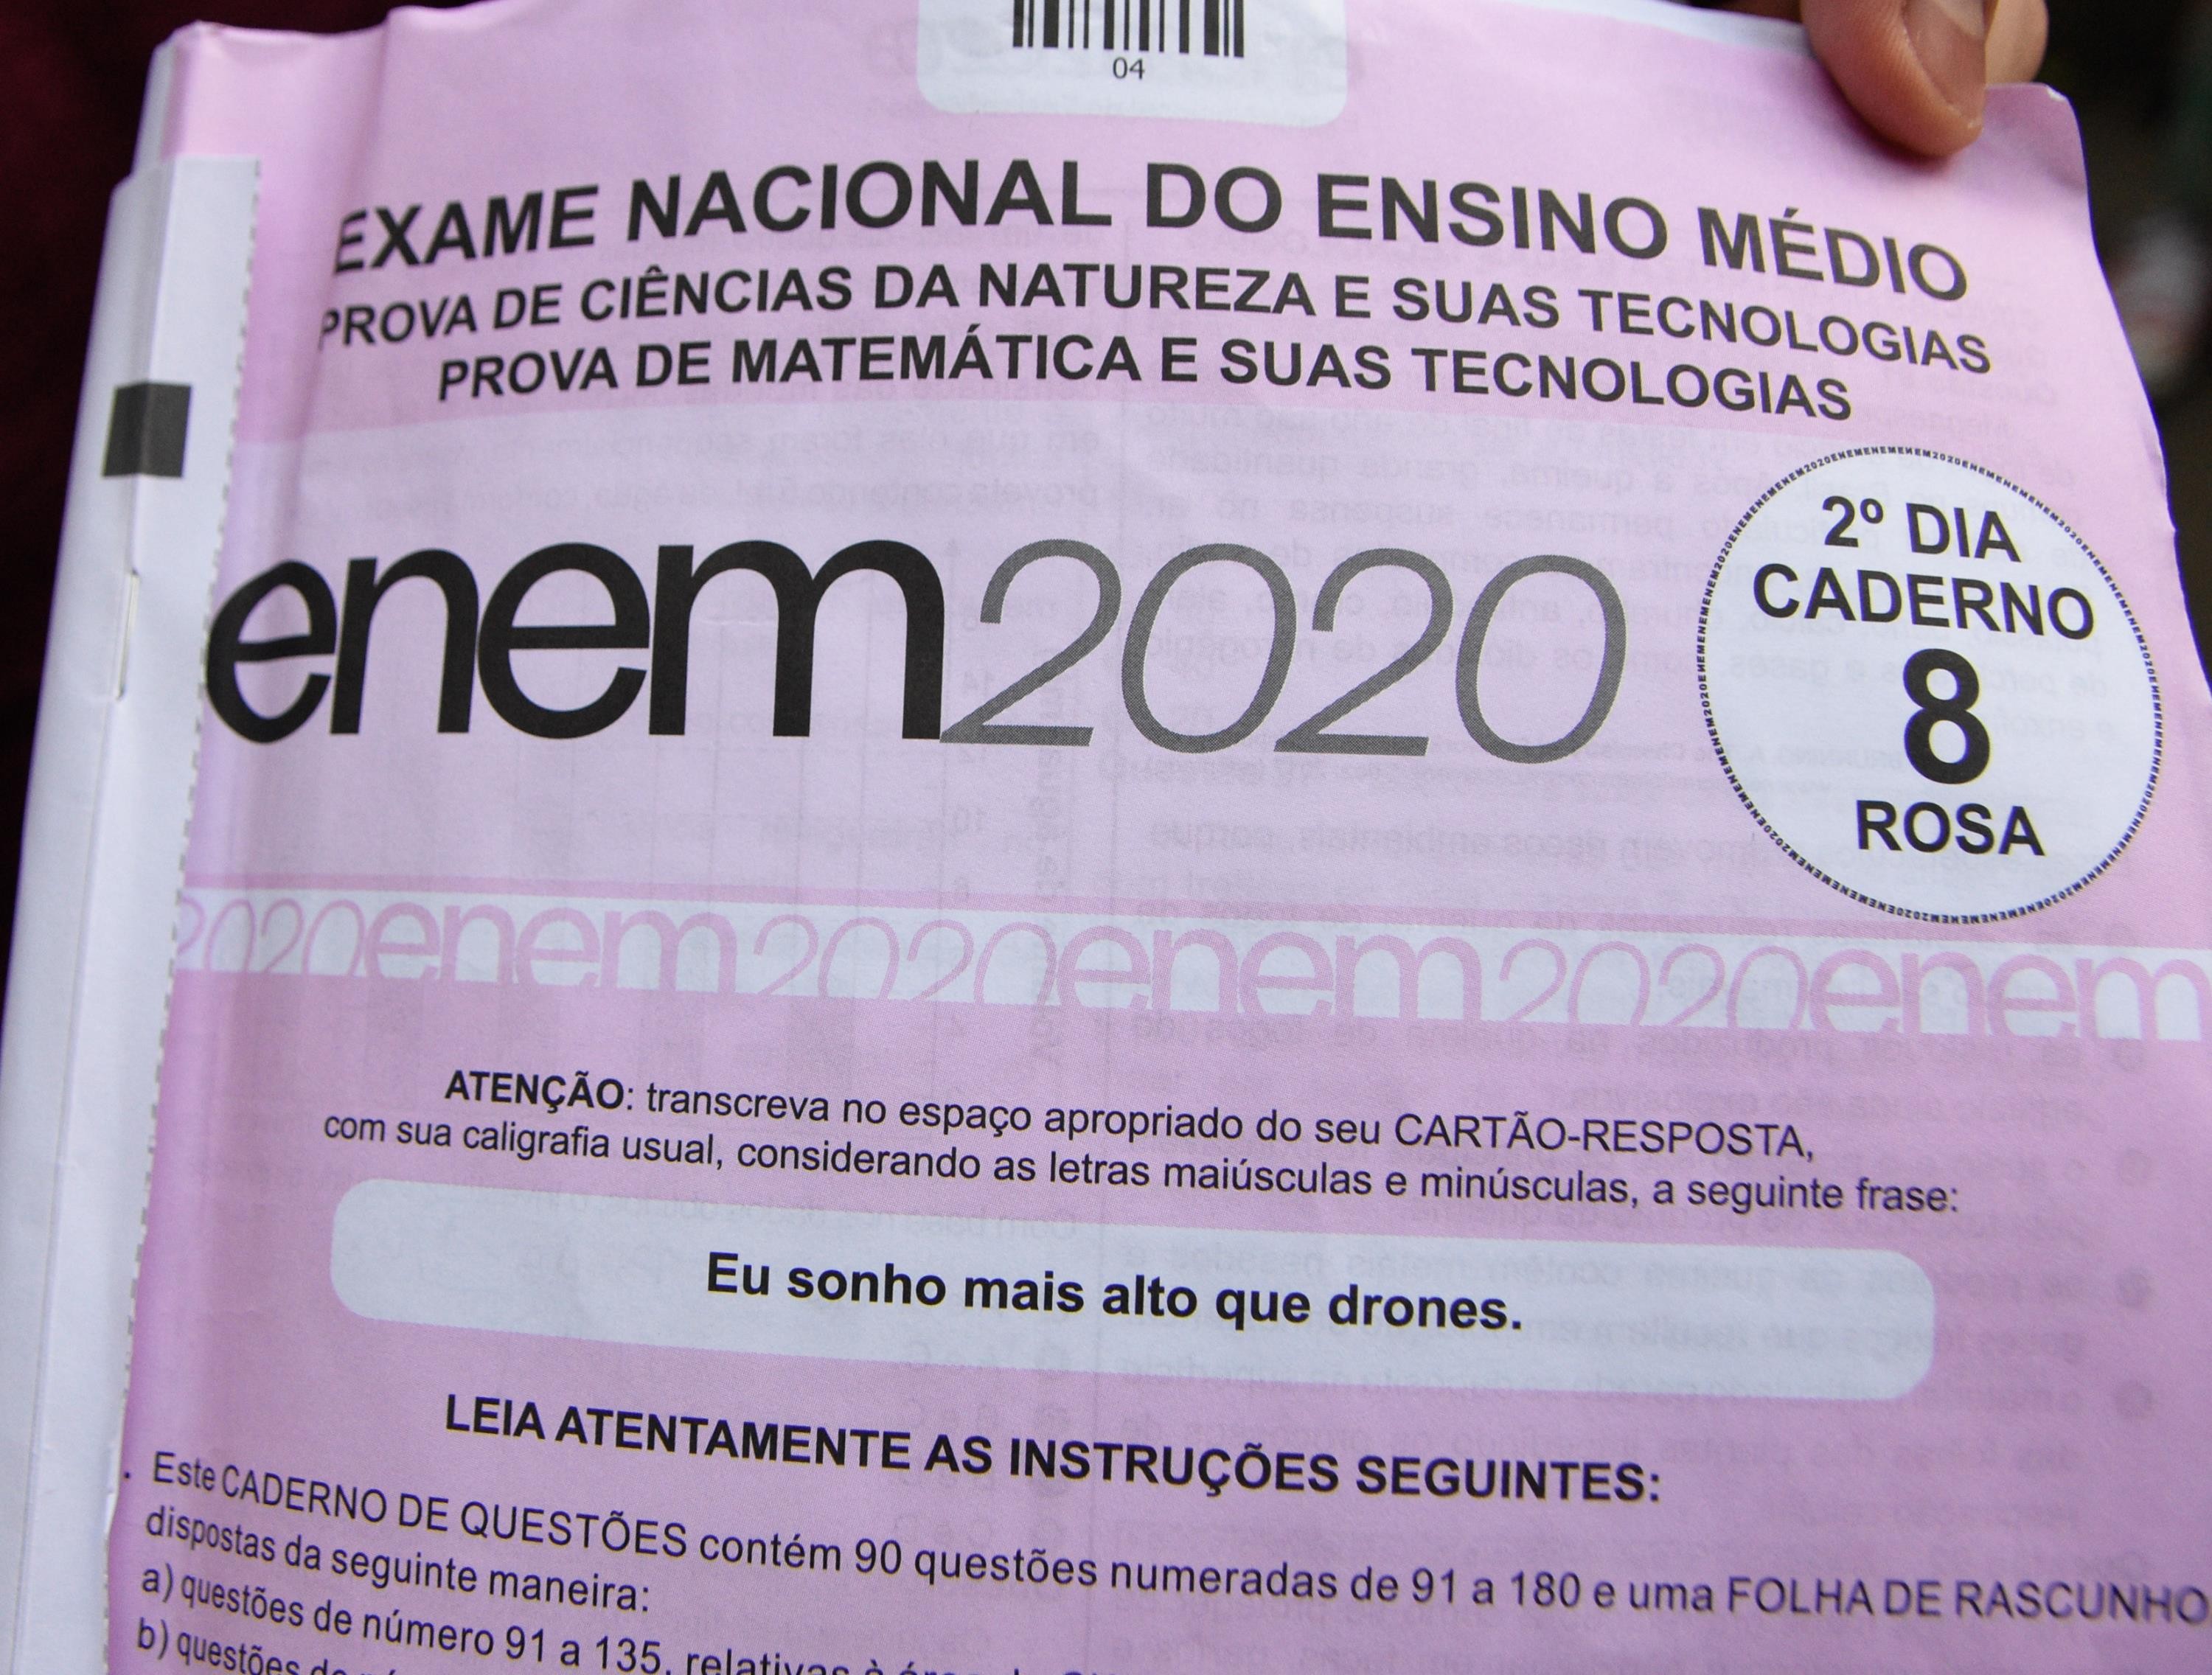 04
EXAME NACIONAL DO ENSINO MÉDIO
PROVA DE CIÊNCIAS DA NATUREZA E SUAS TECNOLOGIAS
PROVA DE MATEMÁTICA E SUAS TECNOLOGIAS
enem2020
2º DIA
CADERNO
8
ROSA
2020enem2020enem2020enem
ATENÇÃO: transcreva no espaço apropriado do seu CARTÃO-RESPOSTA,
com sua caligrafia usual, considerando as letras maiúsculas e minúsculas, a seguinte frase:
Eu sonho mais alto que drones.
LEIA ATENTAMENTE AS INSTRUÇÕES SEGUINTES:
. Este CADERNO DE QUESTÕES contém 90 questões numeradas de 91 a 180 e uma FOLHA DE RASCUNHO
dispostas da seguinte maneira:
a) questões de número 91 a 135, relativas à
b) questões de